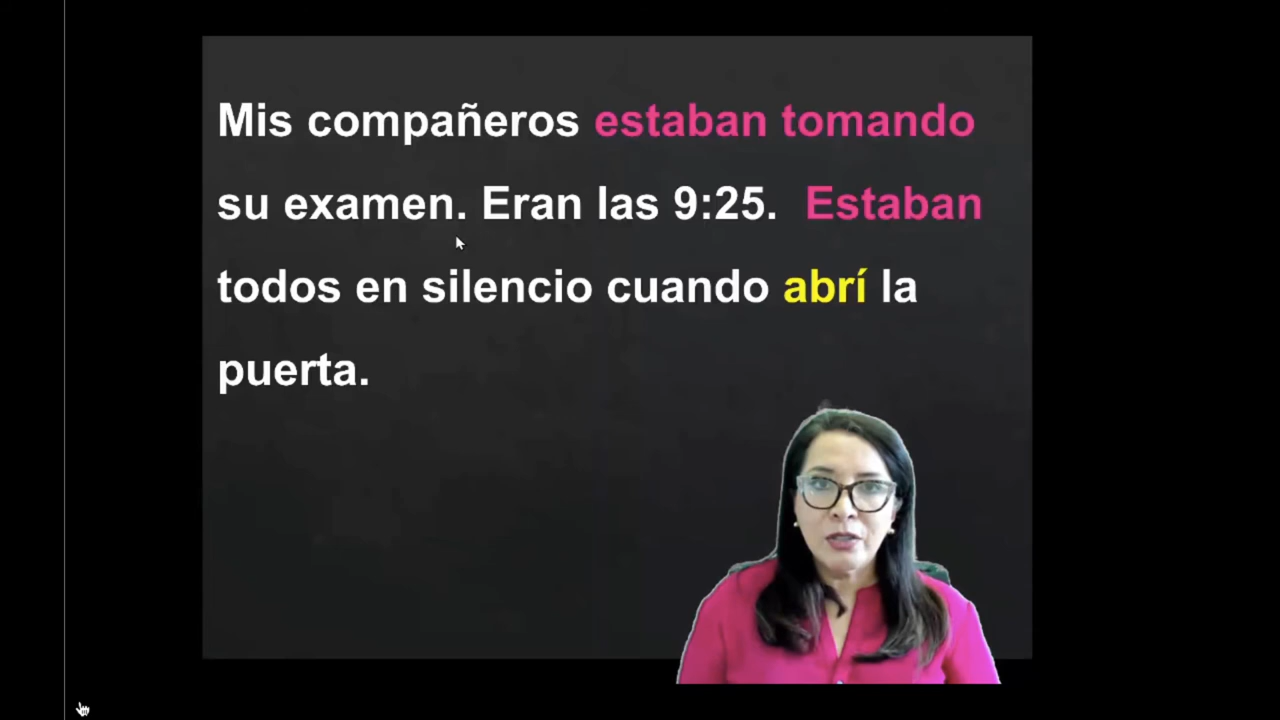 Mis compañeros estaban tomando
su examen. Eran las 9:25. Estaban
todos en silencio cuando abrí la
puerta.